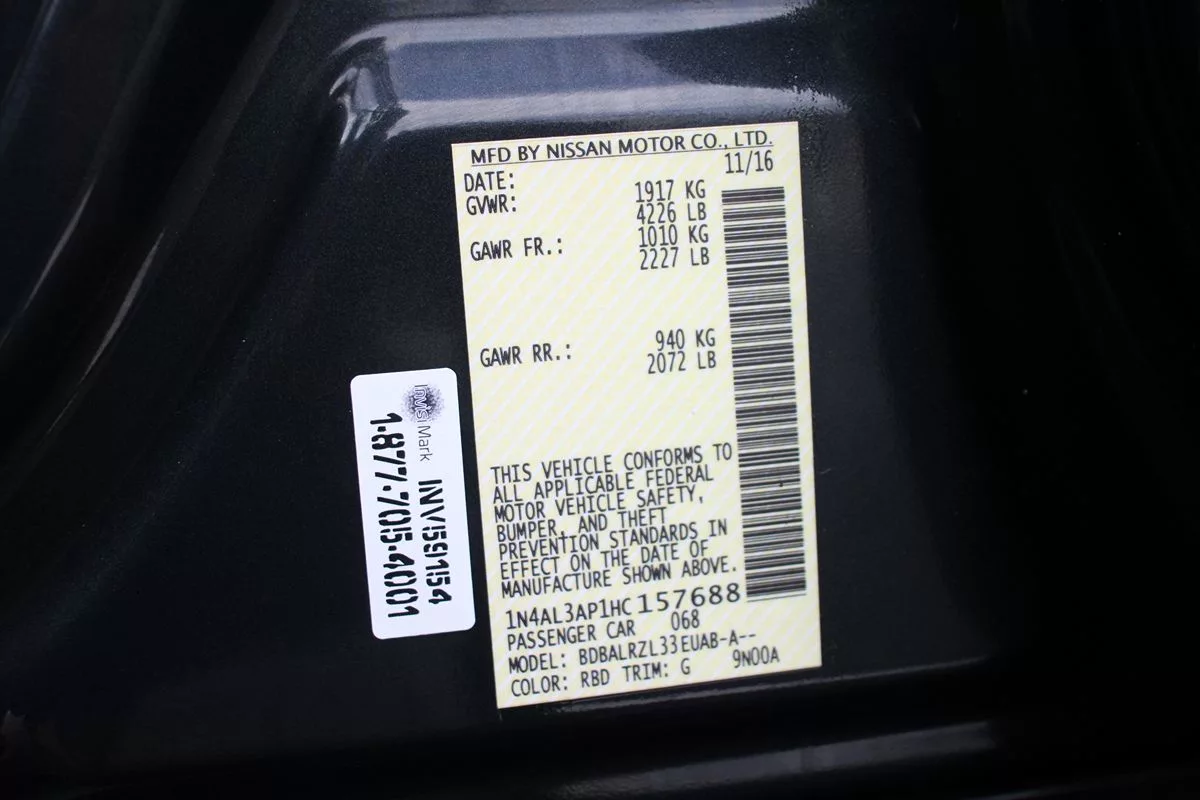 MFD BY NISSAN MOTOR CO., LTD.
DATE: 11/16
GVWR: 1917 KG
4226 LB
GAWR FR.: 1010 KG
2227 LB
GAWR RR.: 940 KG
2072 LB
THIS VEHICLE CONFORMS TO
ALL APPLICABLE FEDERAL
MOTOR VEHICLE SAFETY,
BUMPER, AND THEFT
PREVENTION STANDARDS IN
EFFECT ON THE DATE OF
MANUFACTURE SHOWN ABOVE.
1N4AL3AP1HC157688
PASSENGER CAR 068
MODEL: BDBALRZL33EUAB-A--
COLOR: RBD TRIM: G 9N00A
InVisiMark
INV59154
1-877-705-4001